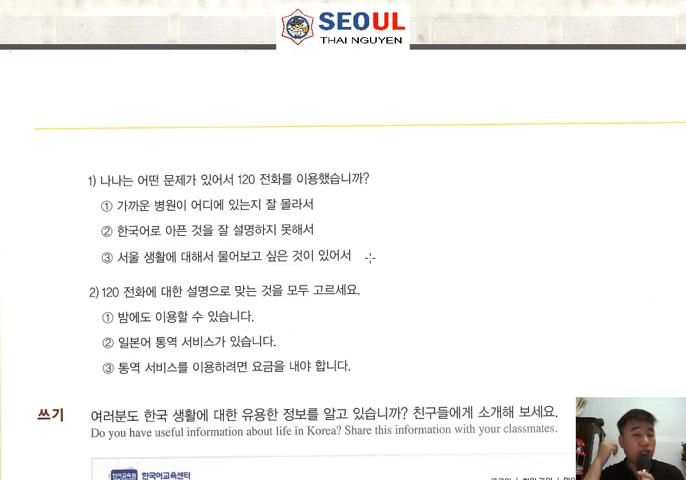 SEOUL
THAI NGUYEN
1) 나나는 어떤 문제가 있어서 120 전화를 이용했습니까?
① 가까운 병원이 어디에 있는지 잘 몰라서
② 한국어로 아픈 것을 잘 설명하지 못해서
③ 서울 생활에 대해서 물어보고 싶은 것이 있어서
2) 120 전화에 대한 설명으로 맞는 것을 모두 고르세요.
① 밤에도 이용할 수 있습니다.
② 일본어 통역 서비스가 있습니다.
③ 통역 서비스를 이용하려면 요금을 내야 합니다.
쓰기 여러분도 한국 생활에 대한 유용한 정보를 알고 있습니까? 친구들에게 소개해 보세요.
Do you have useful information about life in Korea? Share this information with your classmates.
언어교육원 한국어교육센터